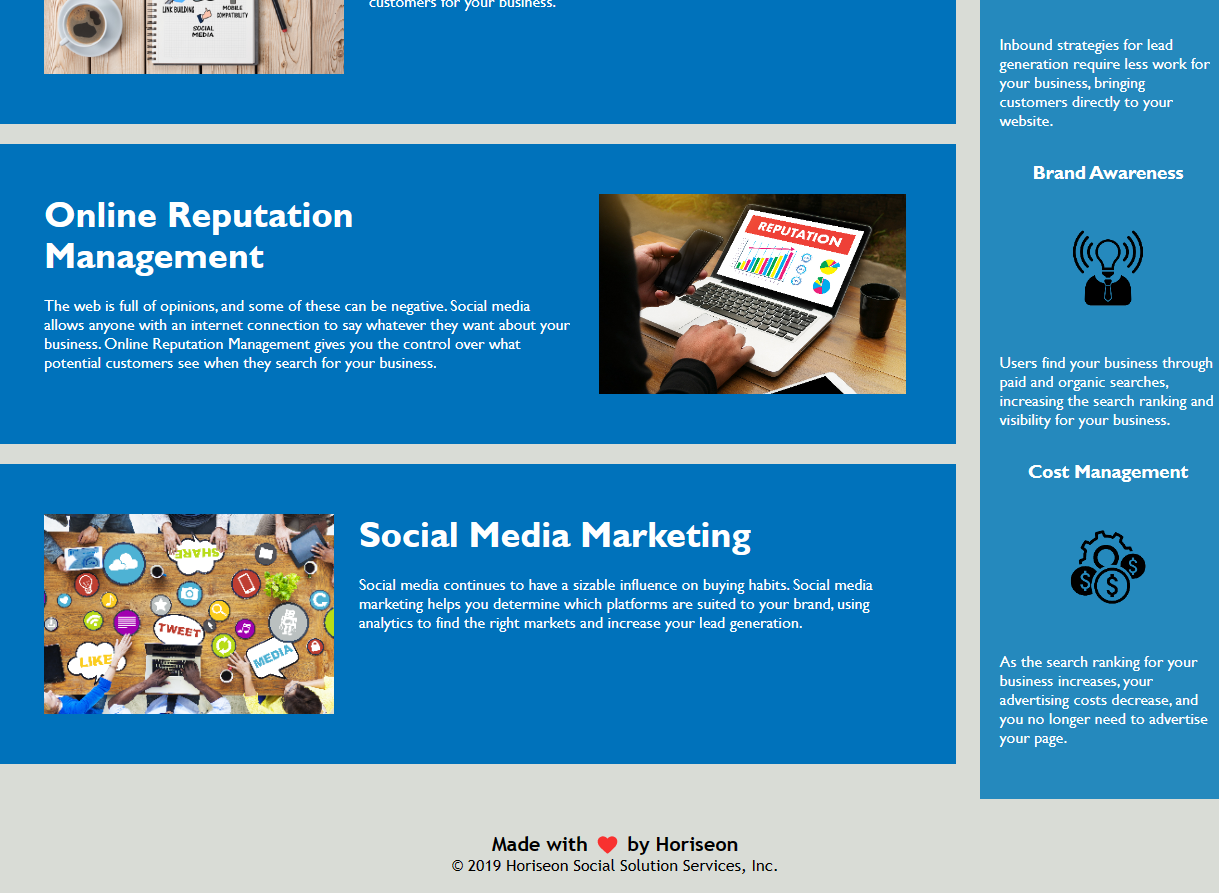 customers for your business.
LINK BUILDING
MOBILE
COMPATIBILITY
SOCIAL
MEDIA
Online Reputation
Management
The web is full of opinions, and some of these can be negative. Social media
allows anyone with an internet connection to say whatever they want about your
business. Online Reputation Management gives you the control over what
potential customers see when they search for your business.
REPUTATION
SHARE
TWEET
LIKE
MEDIA
Social Media Marketing
Social media continues to have a sizable influence on buying habits. Social media
marketing helps you determine which platforms are suited to your brand, using
analytics to find the right markets and increase your lead generation.
Inbound strategies for lead
generation require less work for
your business, bringing
customers directly to your
website.
Brand Awareness
Users find your business through
paid and organic searches,
increasing the search ranking and
visibility for your business.
Cost Management
$ $ $
As the search ranking for your
business increases, your
advertising costs decrease, and
you no longer need to advertise
your page.
Made with ❤ by Horiseon
© 2019 Horiseon Social Solution Services, Inc.